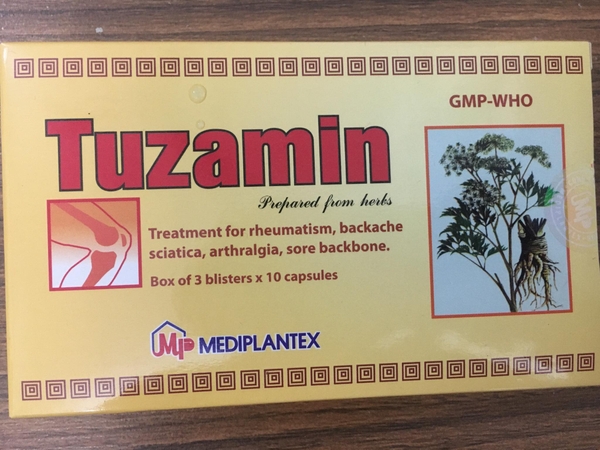 GMP-WHO
Tuzamin
Prepared from herbs
Treatment for rheumatism, backache
sciatica, arthralgia, sore backbone.
Box of 3 blisters x 10 capsules
MP MEDIPLANTEX